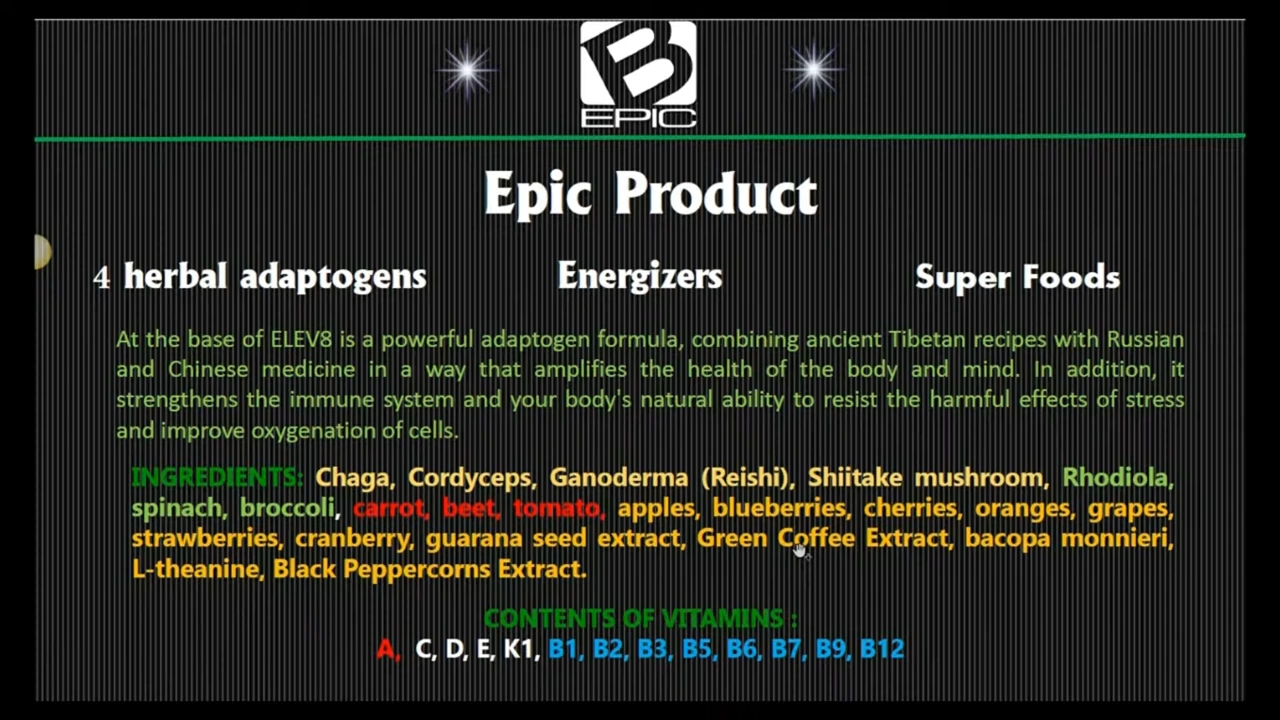 B
EPIC
Epic Product
4 herbal adaptogens Energizers Super Foods
At the base of ELEV8 is a powerful adaptogen formula, combining ancient Tibetan recipes with Russian
and Chinese medicine in a way that amplifies the health of the body and mind. In addition, it
strengthens the immune system and your body's natural ability to resist the harmful effects of stress
and improve oxygenation of cells.
INGREDIENTS: Chaga, Cordyceps, Ganoderma (Reishi), Shiitake mushroom, Rhodiola,
spinach, broccoli, carrot, beet, tomato, apples, blueberries, cherries, oranges, grapes,
strawberries, cranberry, guarana seed extract, Green Coffee Extract, bacopa monnieri,
L-theanine, Black Peppercorns Extract.
CONTENTS OF VITAMINS :
A, C, D, E, K1, B1, B2, B3, B5, B6, B7, B9, B12